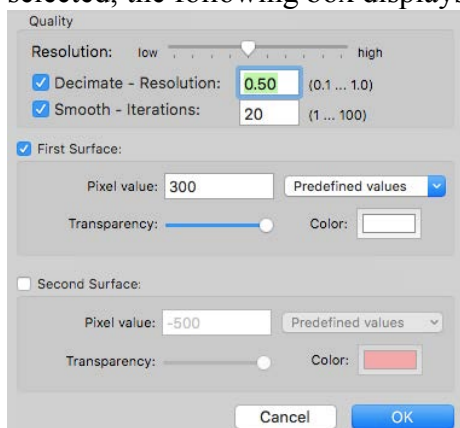 selected, the following box displays
Quality
Resolution: low high
Decimate - Resolution: 0.50 (0.1 ... 1.0)
Smooth - Iterations: 20 (1 ... 100)
First Surface:
Pixel value: 300 Predefined values
Transparency: Color:
Second Surface:
Pixel value: -500 Predefined values
Transparency: Color:
Cancel OK